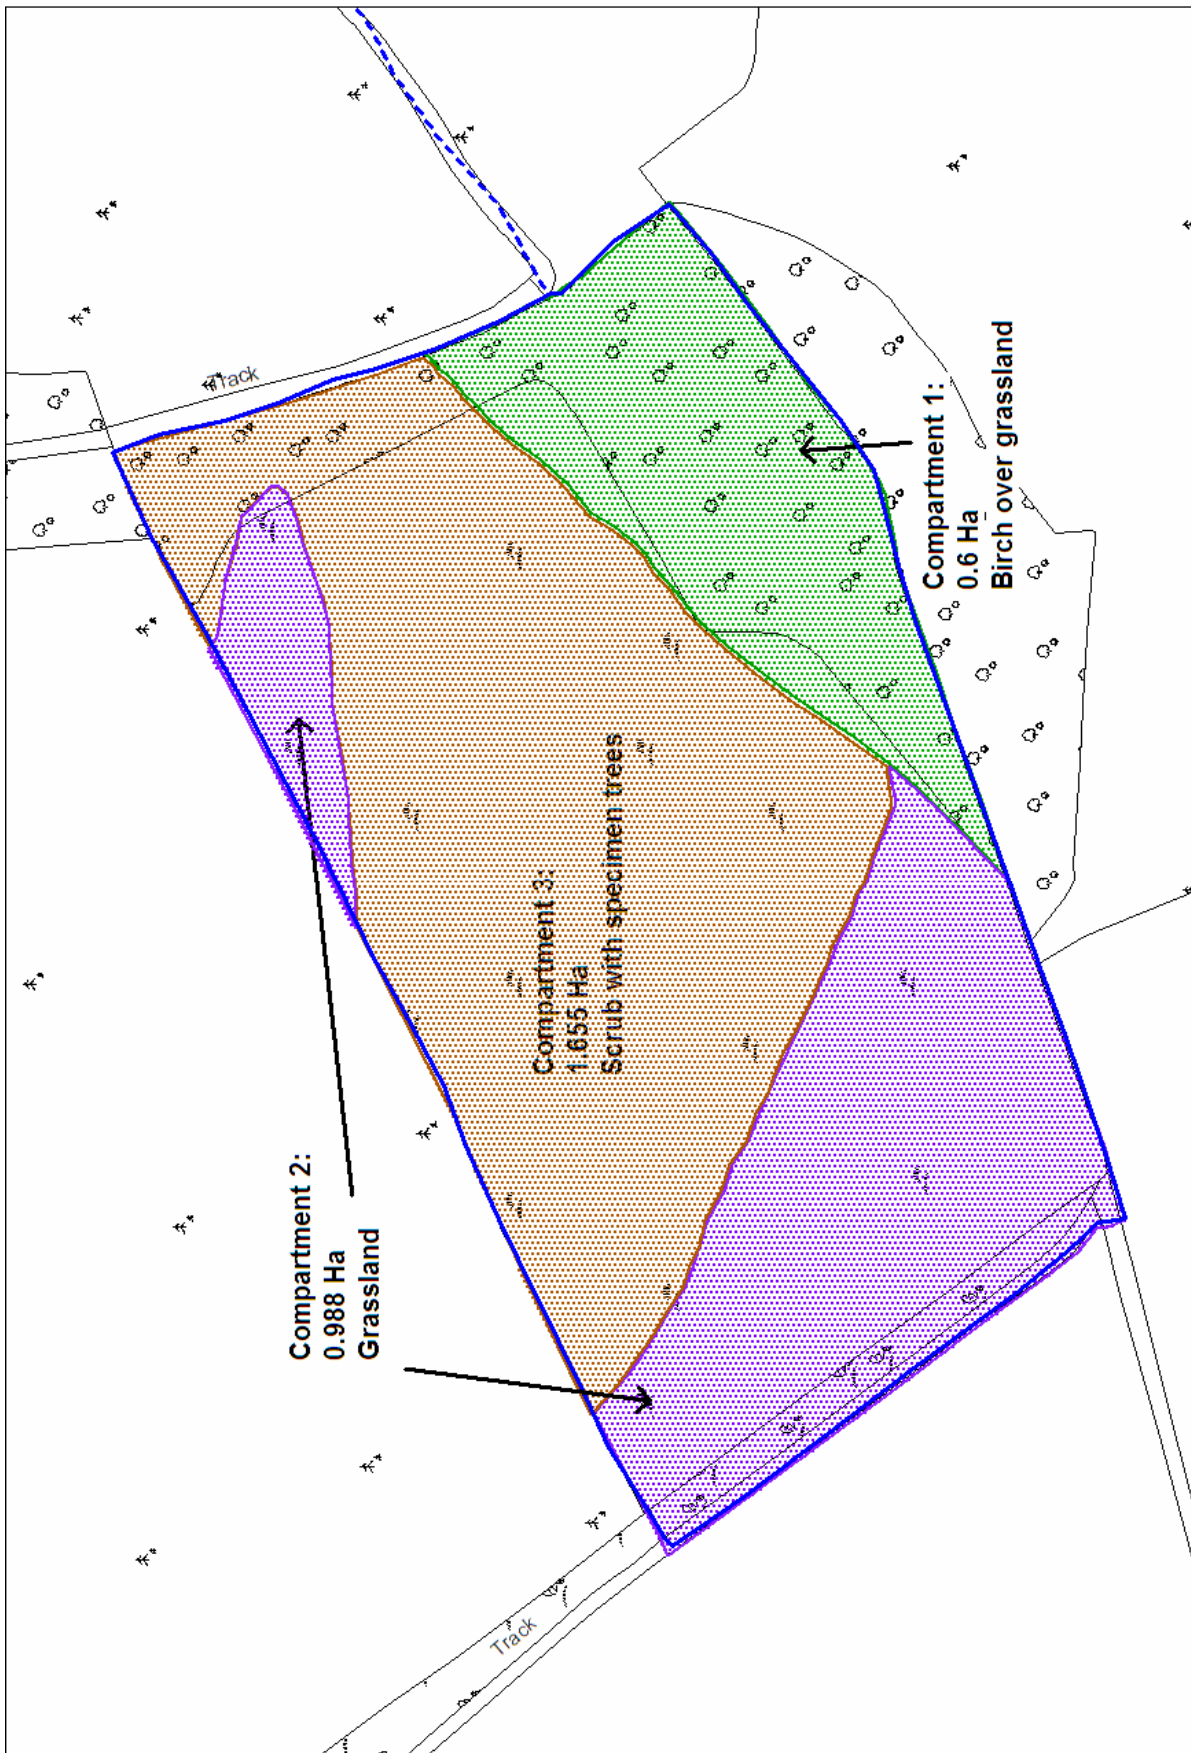 Compartment 2:
0.988 Ha
Grassland
Compartment 3:
1.655 Ha
Scrub with specimen trees
Compartment 1:
0.6 Ha
Birch over grassland
Track
Track